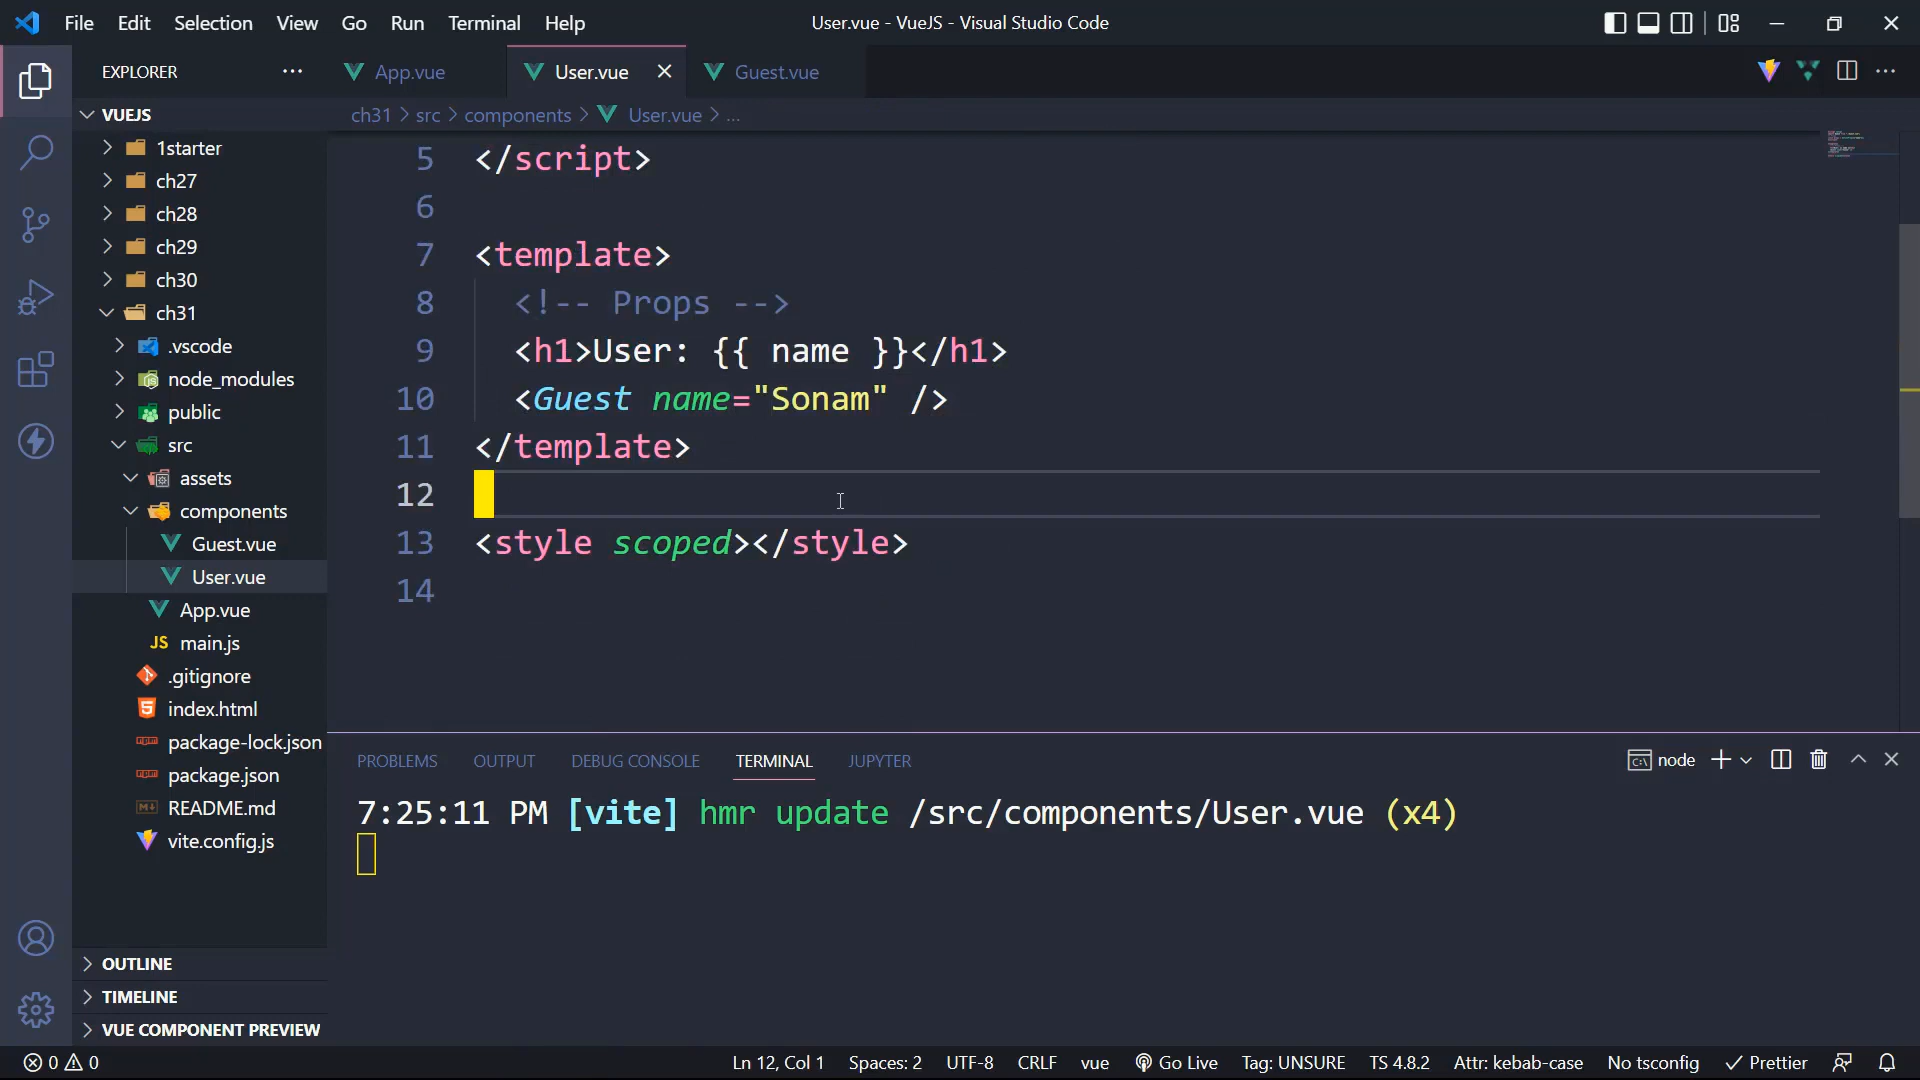 File Edit Selection View Go Run Terminal Help
User.vue - VueJS - Visual Studio Code
EXPLORER
App.vue
User.vue
Guest.vue
VUEJS
ch31 > src > components > User.vue > ...
1starter
ch27
ch28
ch29
ch30
ch31
.vscode
node_modules
public
src
assets
components
Guest.vue
User.vue
App.vue
JS main.js
.gitignore
index.html
package-lock.json
package.json
README.md
vite.config.js
OUTLINE
TIMELINE
VUE COMPONENT PREVIEW
5 </script>
6
7 <template>
8 <!-- Props -->
9 <h1>User: {{ name }}</h1>
10 <Guest name="Sonam" />
11 </template>
12
13 <style scoped></style>
14
PROBLEMS OUTPUT DEBUG CONSOLE TERMINAL JUPYTER
node
7:25:11 PM [vite] hmr update /src/components/User.vue (x4)
0 0
Ln 12, Col 1 Spaces: 2 UTF-8 CRLF vue Go Live Tag: UNSURE TS 4.8.2 Attr: kebab-case No tsconfig Prettier